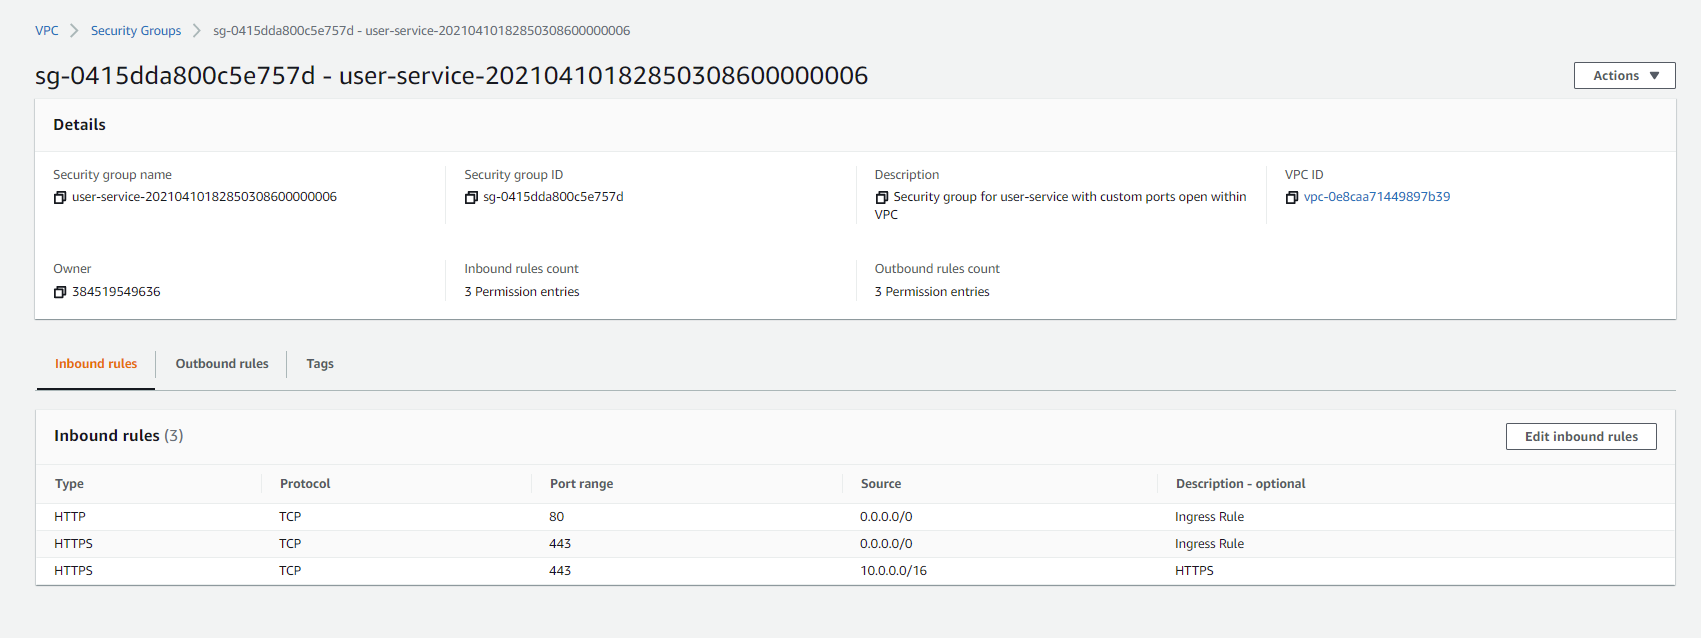 VPC > Security Groups > sg-0415dda800c5e757d - user-service-20210410182850308600000006
sg-0415dda800c5e757d - user-service-20210410182850308600000006
Actions ▼
Details
Security group name
user-service-20210410182850308600000006
Security group ID
sg-0415dda800c5e757d
Description
Security group for user-service with custom ports open within
VPC
VPC ID
vpc-0e8caa71449897b39
Owner
384519549636
Inbound rules count
3 Permission entries
Outbound rules count
3 Permission entries
Inbound rules Outbound rules Tags
Inbound rules (3)
Edit inbound rules
Type Protocol Port range Source Description - optional
HTTP TCP 80 0.0.0.0/0 Ingress Rule
HTTPS TCP 443 0.0.0.0/0 Ingress Rule
HTTPS TCP 443 10.0.0.0/16 HTTPS